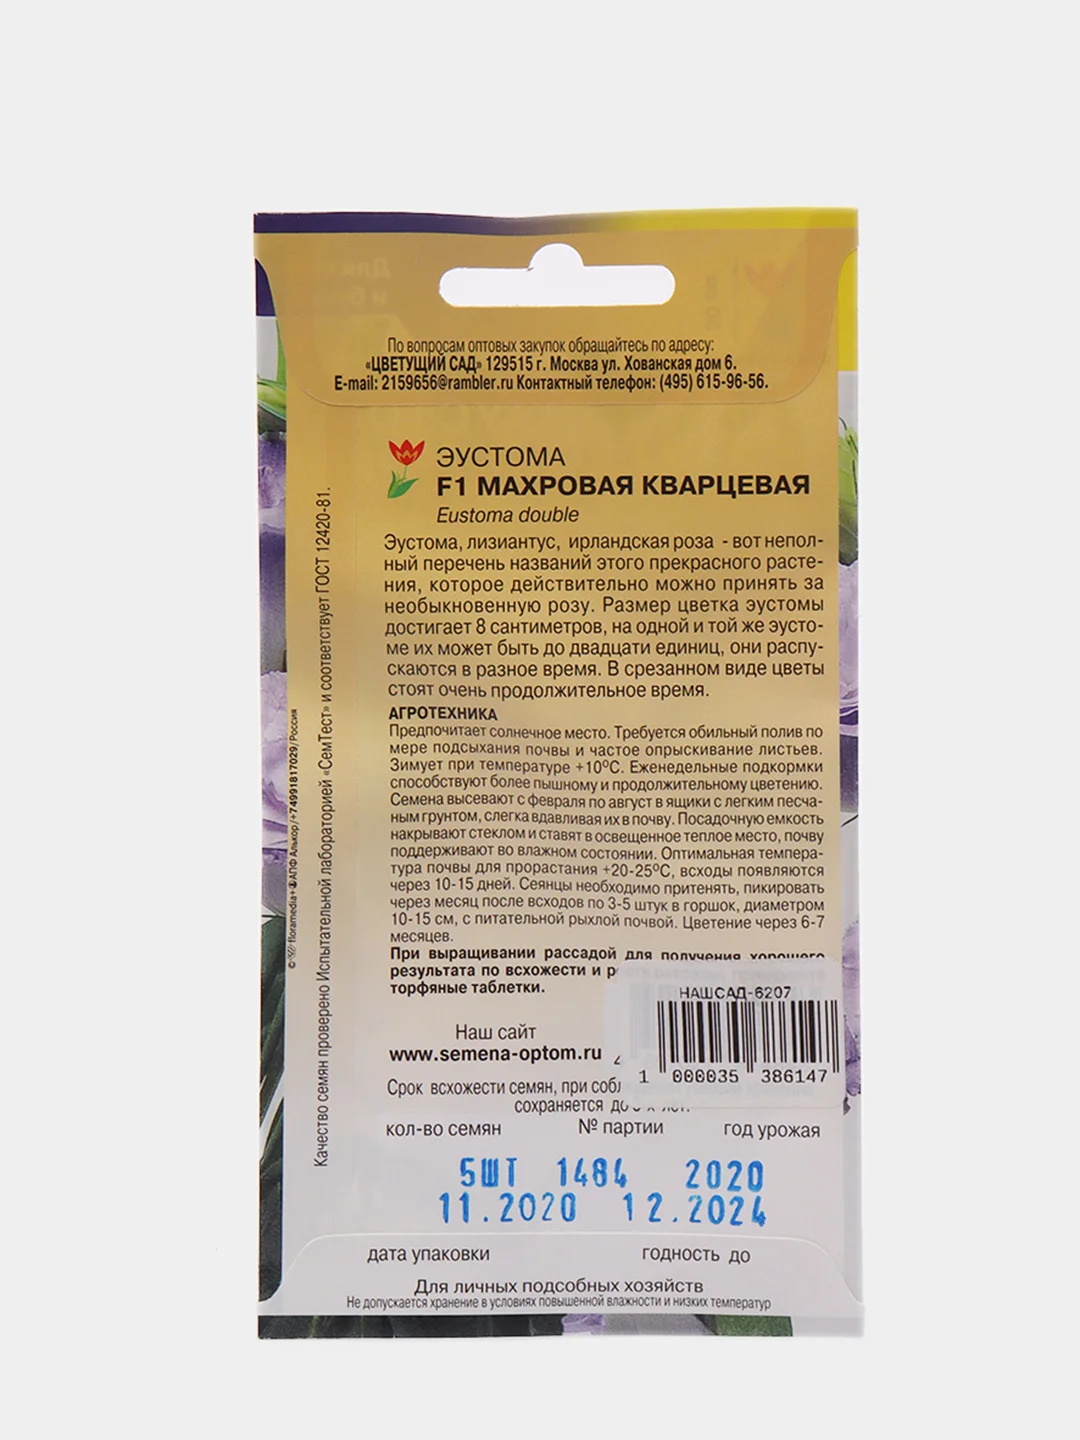 По вопросам оптовых закупок обращайтесь по адресу:
«ЦВЕТУЩИЙ САД» 129515 г. Москва ул. Хованская дом 6.
E-mail: 2159656@rambler.ru Контактный телефон: (495) 615-96-56.
ЭУСТОМА
F1 МАХРОВАЯ КВАРЦЕВАЯ
Eustoma double
Эустома, лизиантус, ирландская роза - вот непол-
ный перечень названий этого прекрасного расте-
ния, которое действительно можно принять за
необыкновенную розу. Размер цветка эустомы
достигает 8 сантиметров, на одной и той же эусто-
ме их может быть до двадцати единиц, они распу-
скаются в разное время. В срезанном виде цветы
стоят очень продолжительное время.
АГРОТЕХНИКА
Предпочитает солнечное место. Требуется обильный полив по
мере подсыхания почвы и частое опрыскивание листьев.
Зимует при температуре +10ºС. Еженедельные подкормки
способствуют более пышному и продолжительному цветению.
Семена высевают с февраля по август в ящики с легким песча-
ным грунтом, слегка вдавливая их в почву. Посадочную емкость
накрывают стеклом и ставят в освещенное теплое место, почву
поддерживают во влажном состоянии. Оптимальная темпера-
тура почвы для прорастания +20-25ºС, всходы появляются
через 10-15 дней. Сеянцы необходимо притенять, пикировать
через месяц после всходов по 3-5 штук в горшок, диаметром
10-15 см, с питательной рыхлой почвой. Цветение через 6-7
месяцев.
При выращивании рассадой для получения хорошего
результата по всхожести и
торфяные таблетки.
НАШСАД-6207
1 000035 386147
Наш сайт
www.semena-optom.ru
Срок всхожести семян, при
сохраняется до
кол-во семян № партии год урожая
5ШТ 1484 2020
11.2020 12.2024
дата упаковки годность до
Для личных подсобных хозяйств
Не допускается хранение в условиях повышенной влажности и низких температур
Качество семян проверено Испытательной лабораторией «СемТест» и соответствует ГОСТ 12420-81.
© floramedia+ АПФ Алькор/+74991817029/Россия